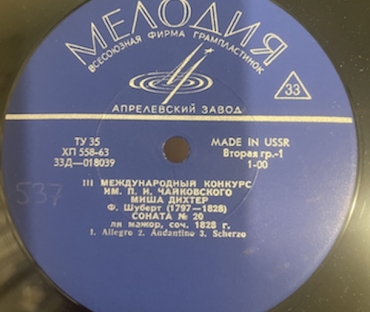 МЕЛОДИЯ
ВСЕСОЮЗНАЯ ФИРМА ГРАМПЛАСТИНОК
33
АПРЕЛЕВСКИЙ ЗАВОД
ТУ 35
ХП 558-63
33Д—018039
MADE IN USSR
Вторая гр.-1
1-00
537
III МЕЖДУНАРОДНЫЙ КОНКУРС
ИМ. П. И. ЧАЙКОВСКОГО
МИША ДИХТЕР
Ф. Шуберт (1797—1828)
СОНАТА № 20
ля мажор, соч. 1828 г.
1. Allegro 2. Andantino 3. Scherzo